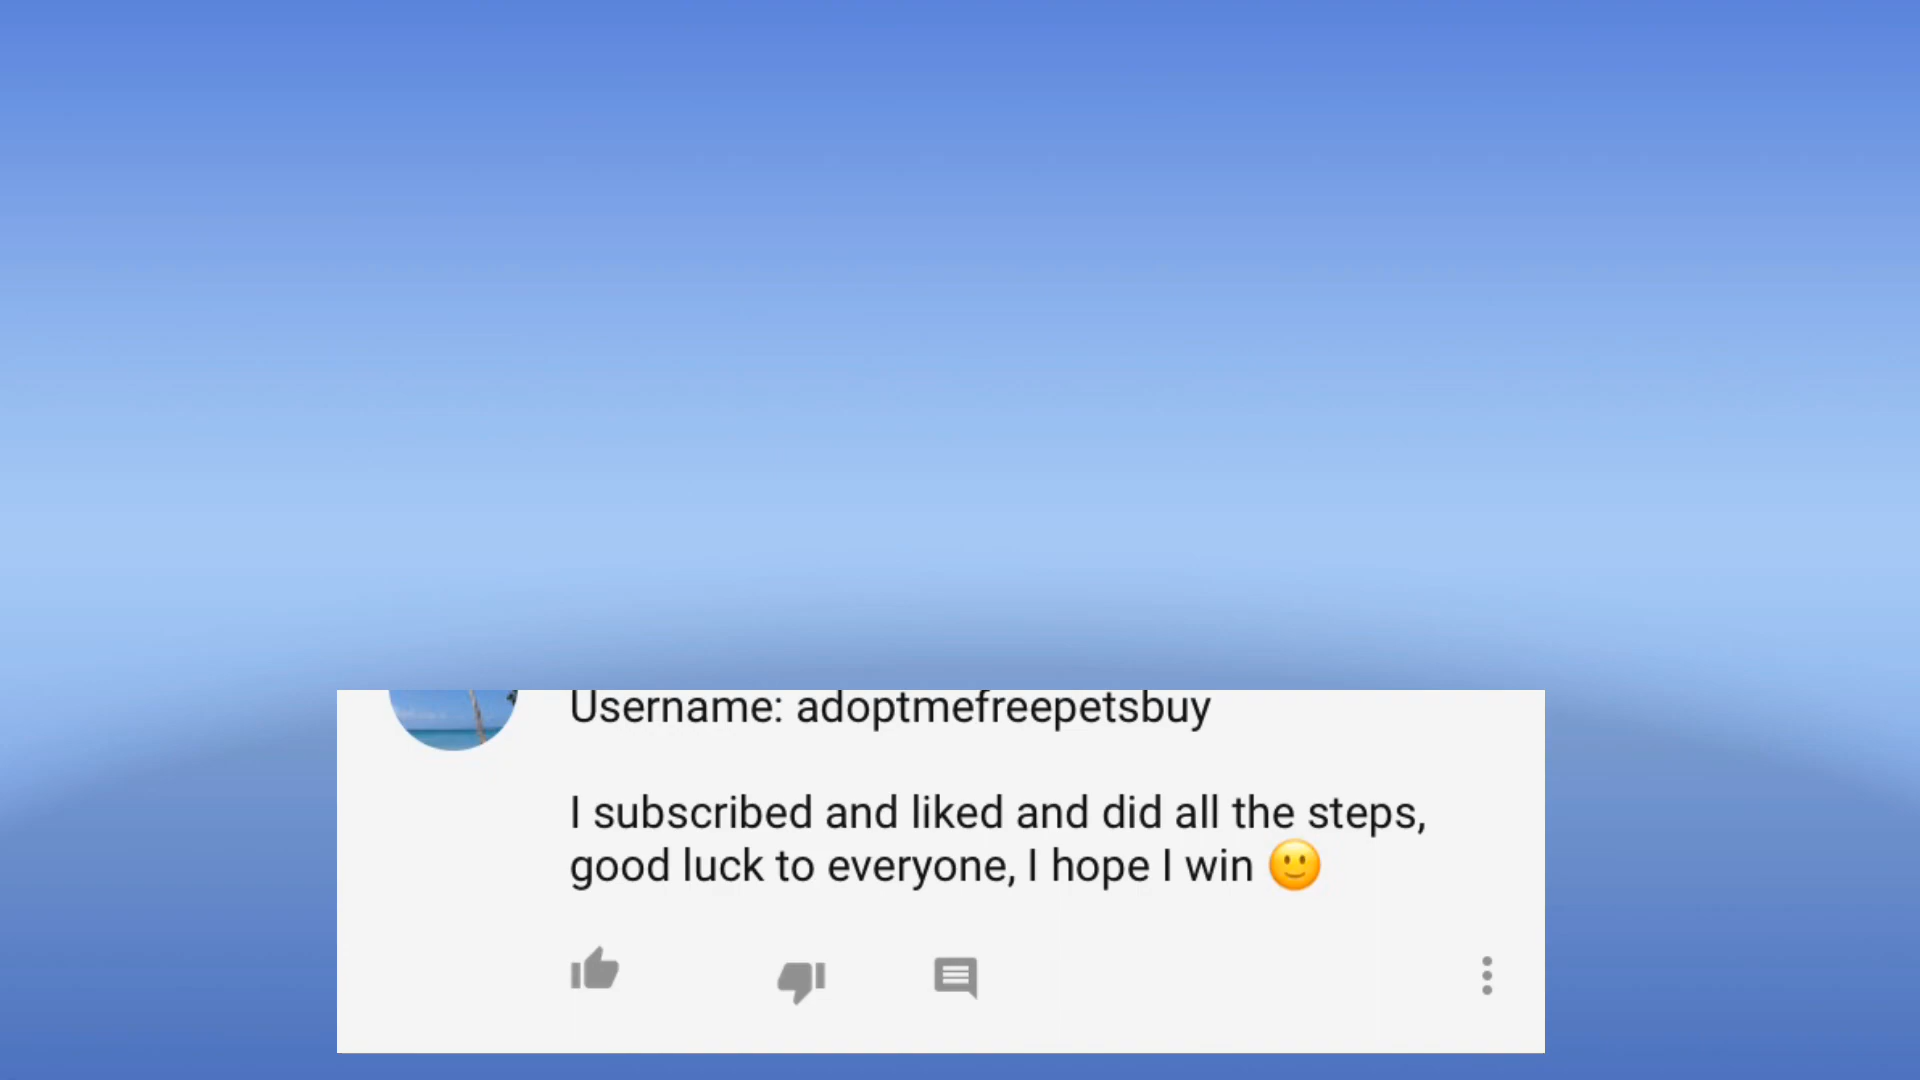 Username: adoptmefreepetsbuy
I subscribed and liked and did all the steps,
good luck to everyone, I hope I win 🙂